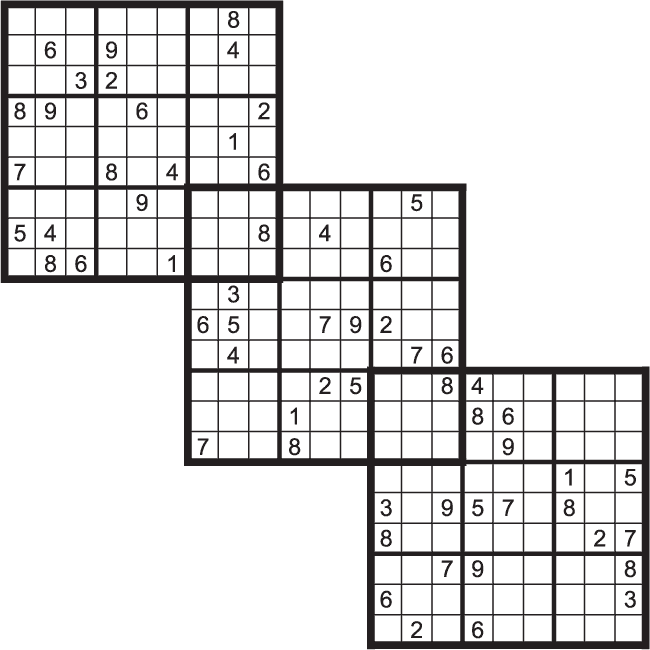 8
6 9 4
3 2
8 9 6 2
1
7 8 4 6
9 5
5 4 8 4
8 6 1 6
3
6 5 7 9 2
4 7 6
2 5 8 4
1 8 6
7 8 9
1 5
3 9 5 7 8
8 2 7
7 9 8
6 3
2 6